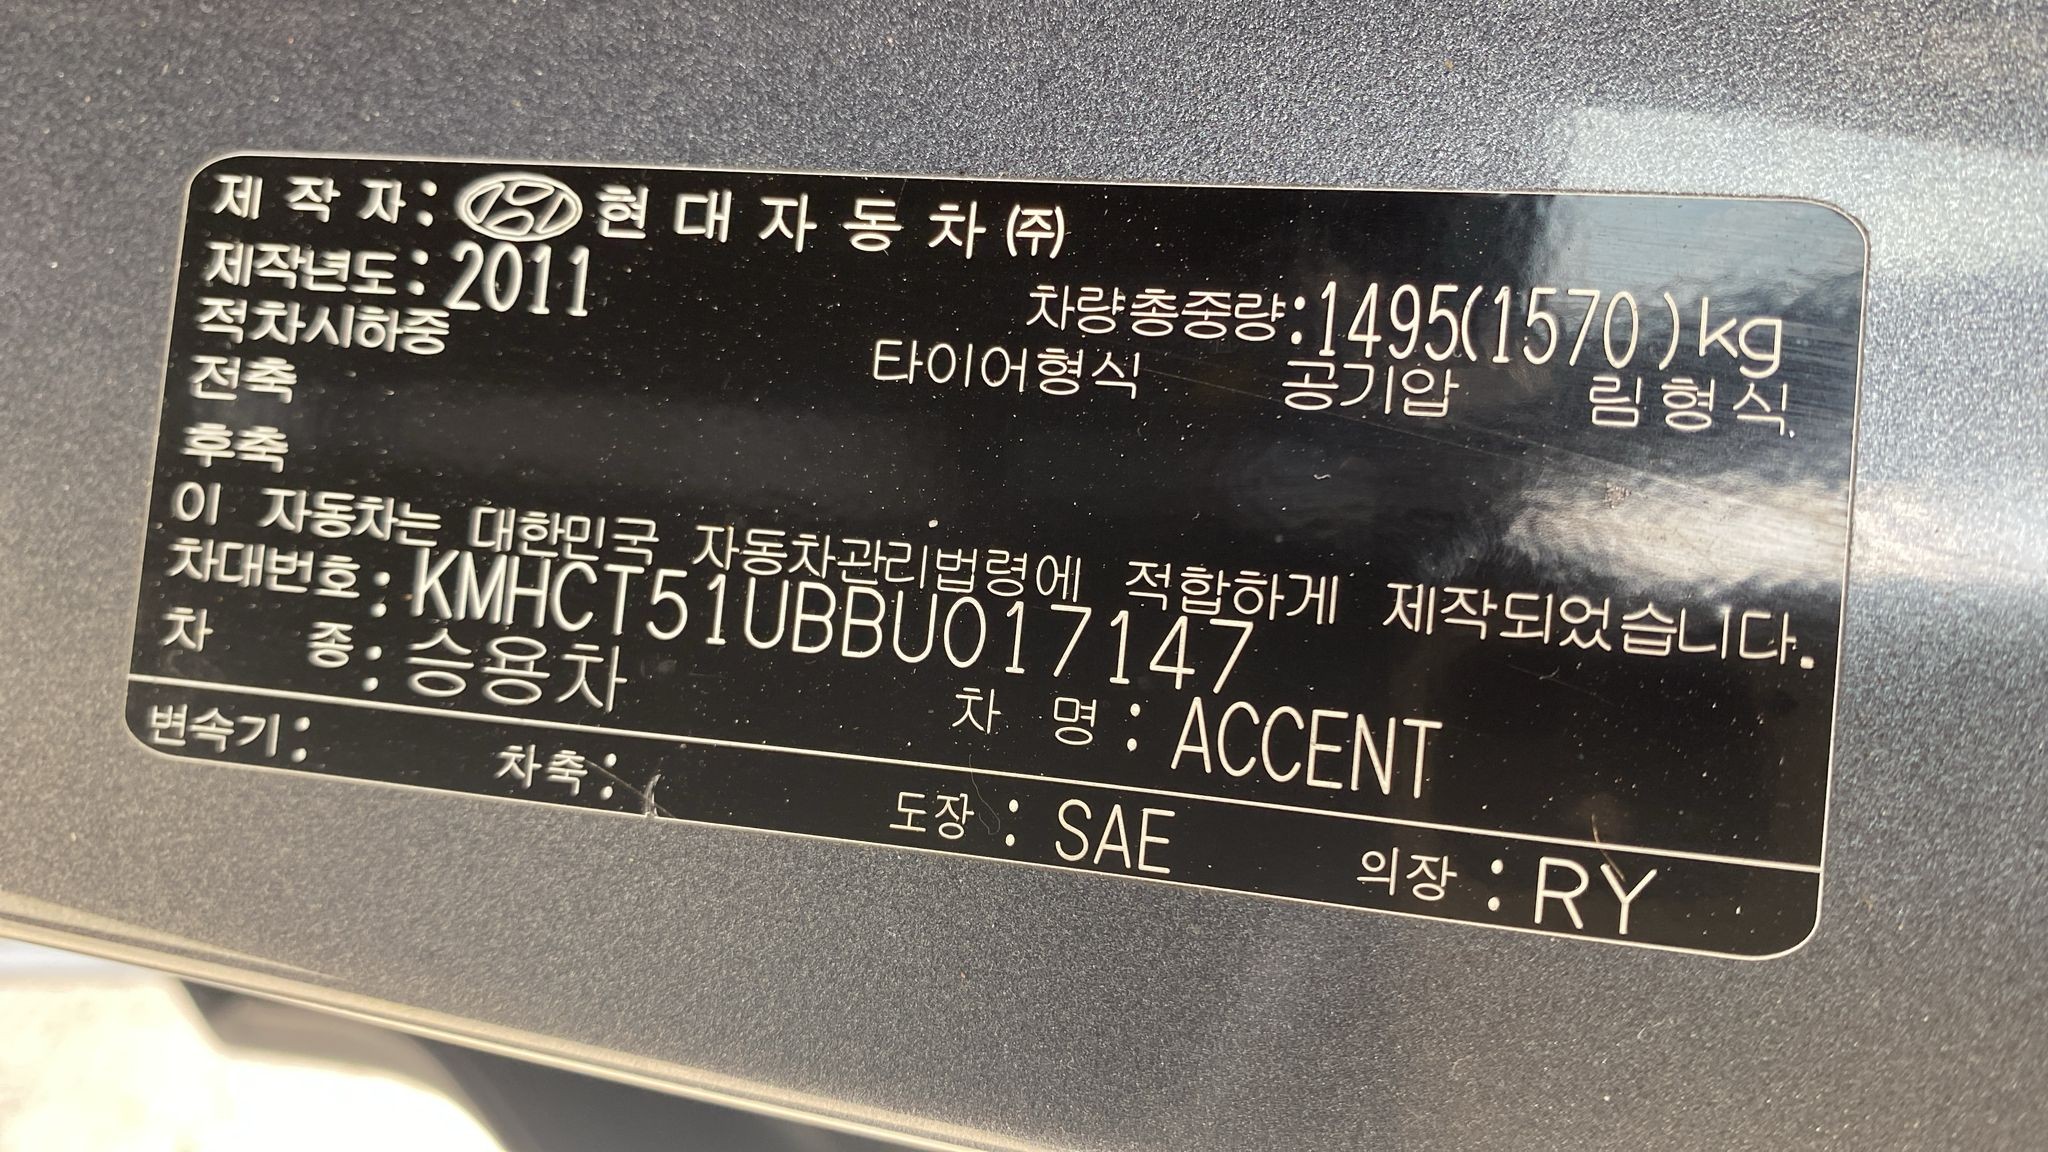 제작자: 현대자동차㈜
제작년도: 2011
차량총중량: 1495(1570)kg
적차시하중
타이어형식 공기압 림형식
전축
후축
이 자동차는 대한민국 자동차관리법령에 적합하게 제작되었습니다.
차대번호: KMHCT51UBBU017147
차종: 승용차 차명: ACCENT
변속기: 차축: 도장: SAE 의장: RY